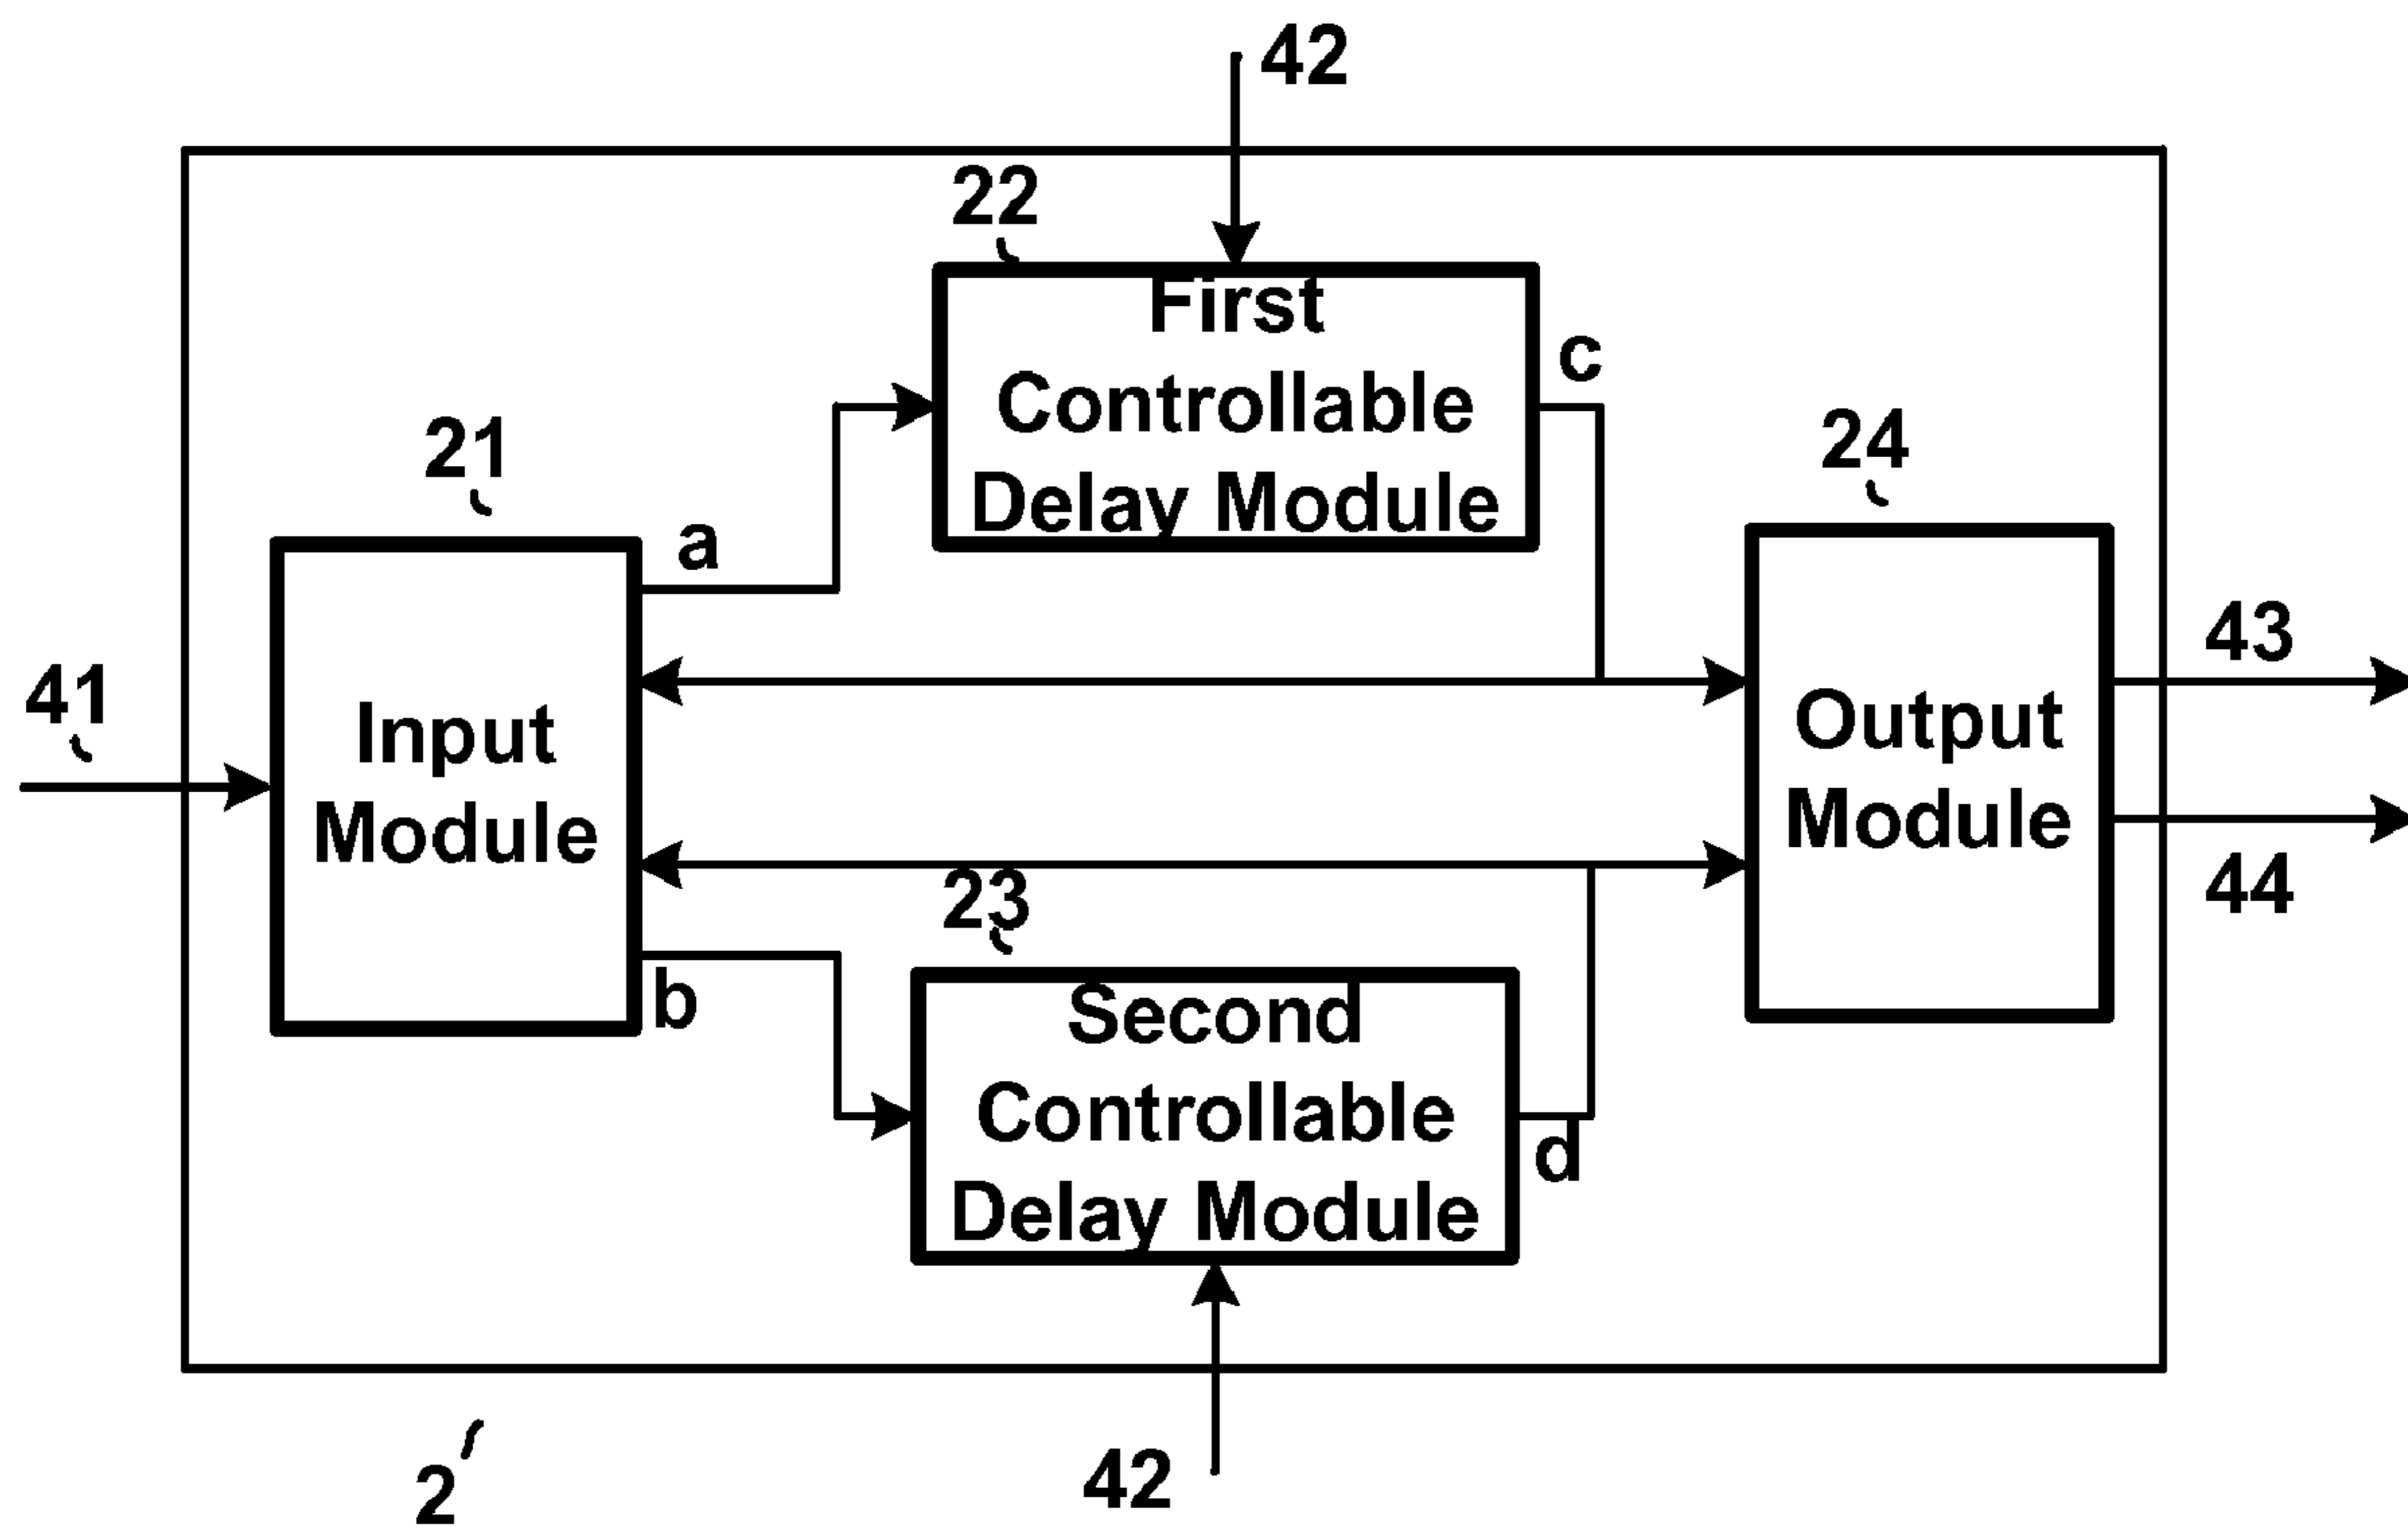 42
22
First
Controllable
Delay Module
c
21
24
a
43
41
Input
Module
Output
Module
23
44
b
Second
Controllable
Delay Module
d
42
2